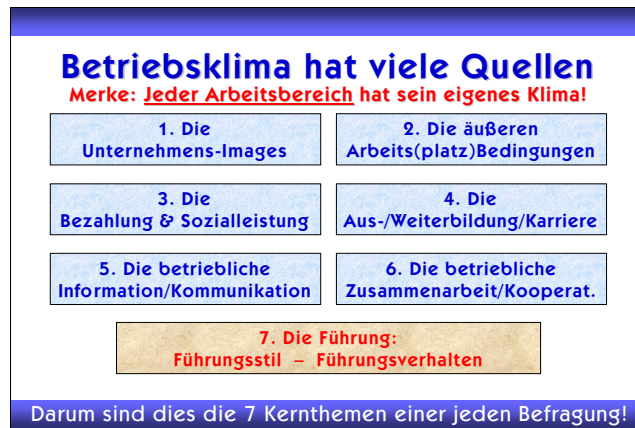 Betriebsklima hat viele Quellen
Merke: Jeder Arbeitsbereich hat sein eigenes Klima!
1. Die
Unternehmens-Images
2. Die äußeren
Arbeits(platz)Bedingungen
3. Die
Bezahlung & Sozialleistung
4. Die
Aus-/Weiterbildung/Karriere
5. Die betriebliche
Information/Kommunikation
6. Die betriebliche
Zusammenarbeit/Kooperat.
7. Die Führung:
Führungsstil – Führungsverhalten
Darum sind dies die 7 Kernthemen einer jeden Befragung!